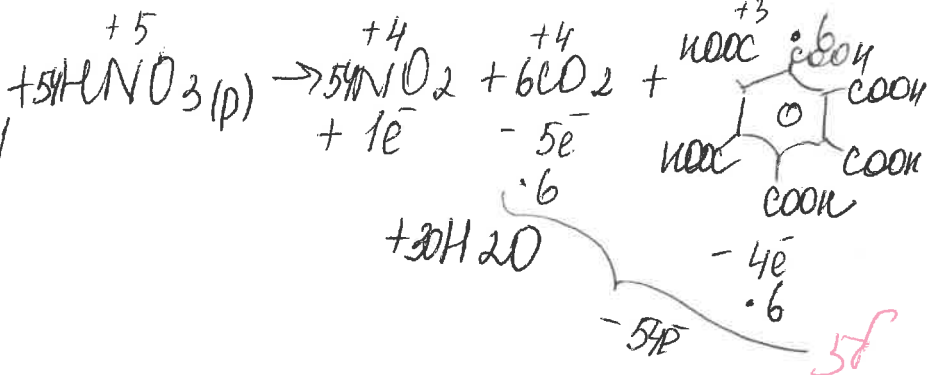 +5 +4 +4 +3 ·6
+54HNO3(p) → 54NO2 + 6CO2 +
HOOC COOH
COOH
HOOC COOH
COOH
+ 1e⁻ - 5e⁻
·6
+30H2O
- 4e⁻
·6
- 54e⁻